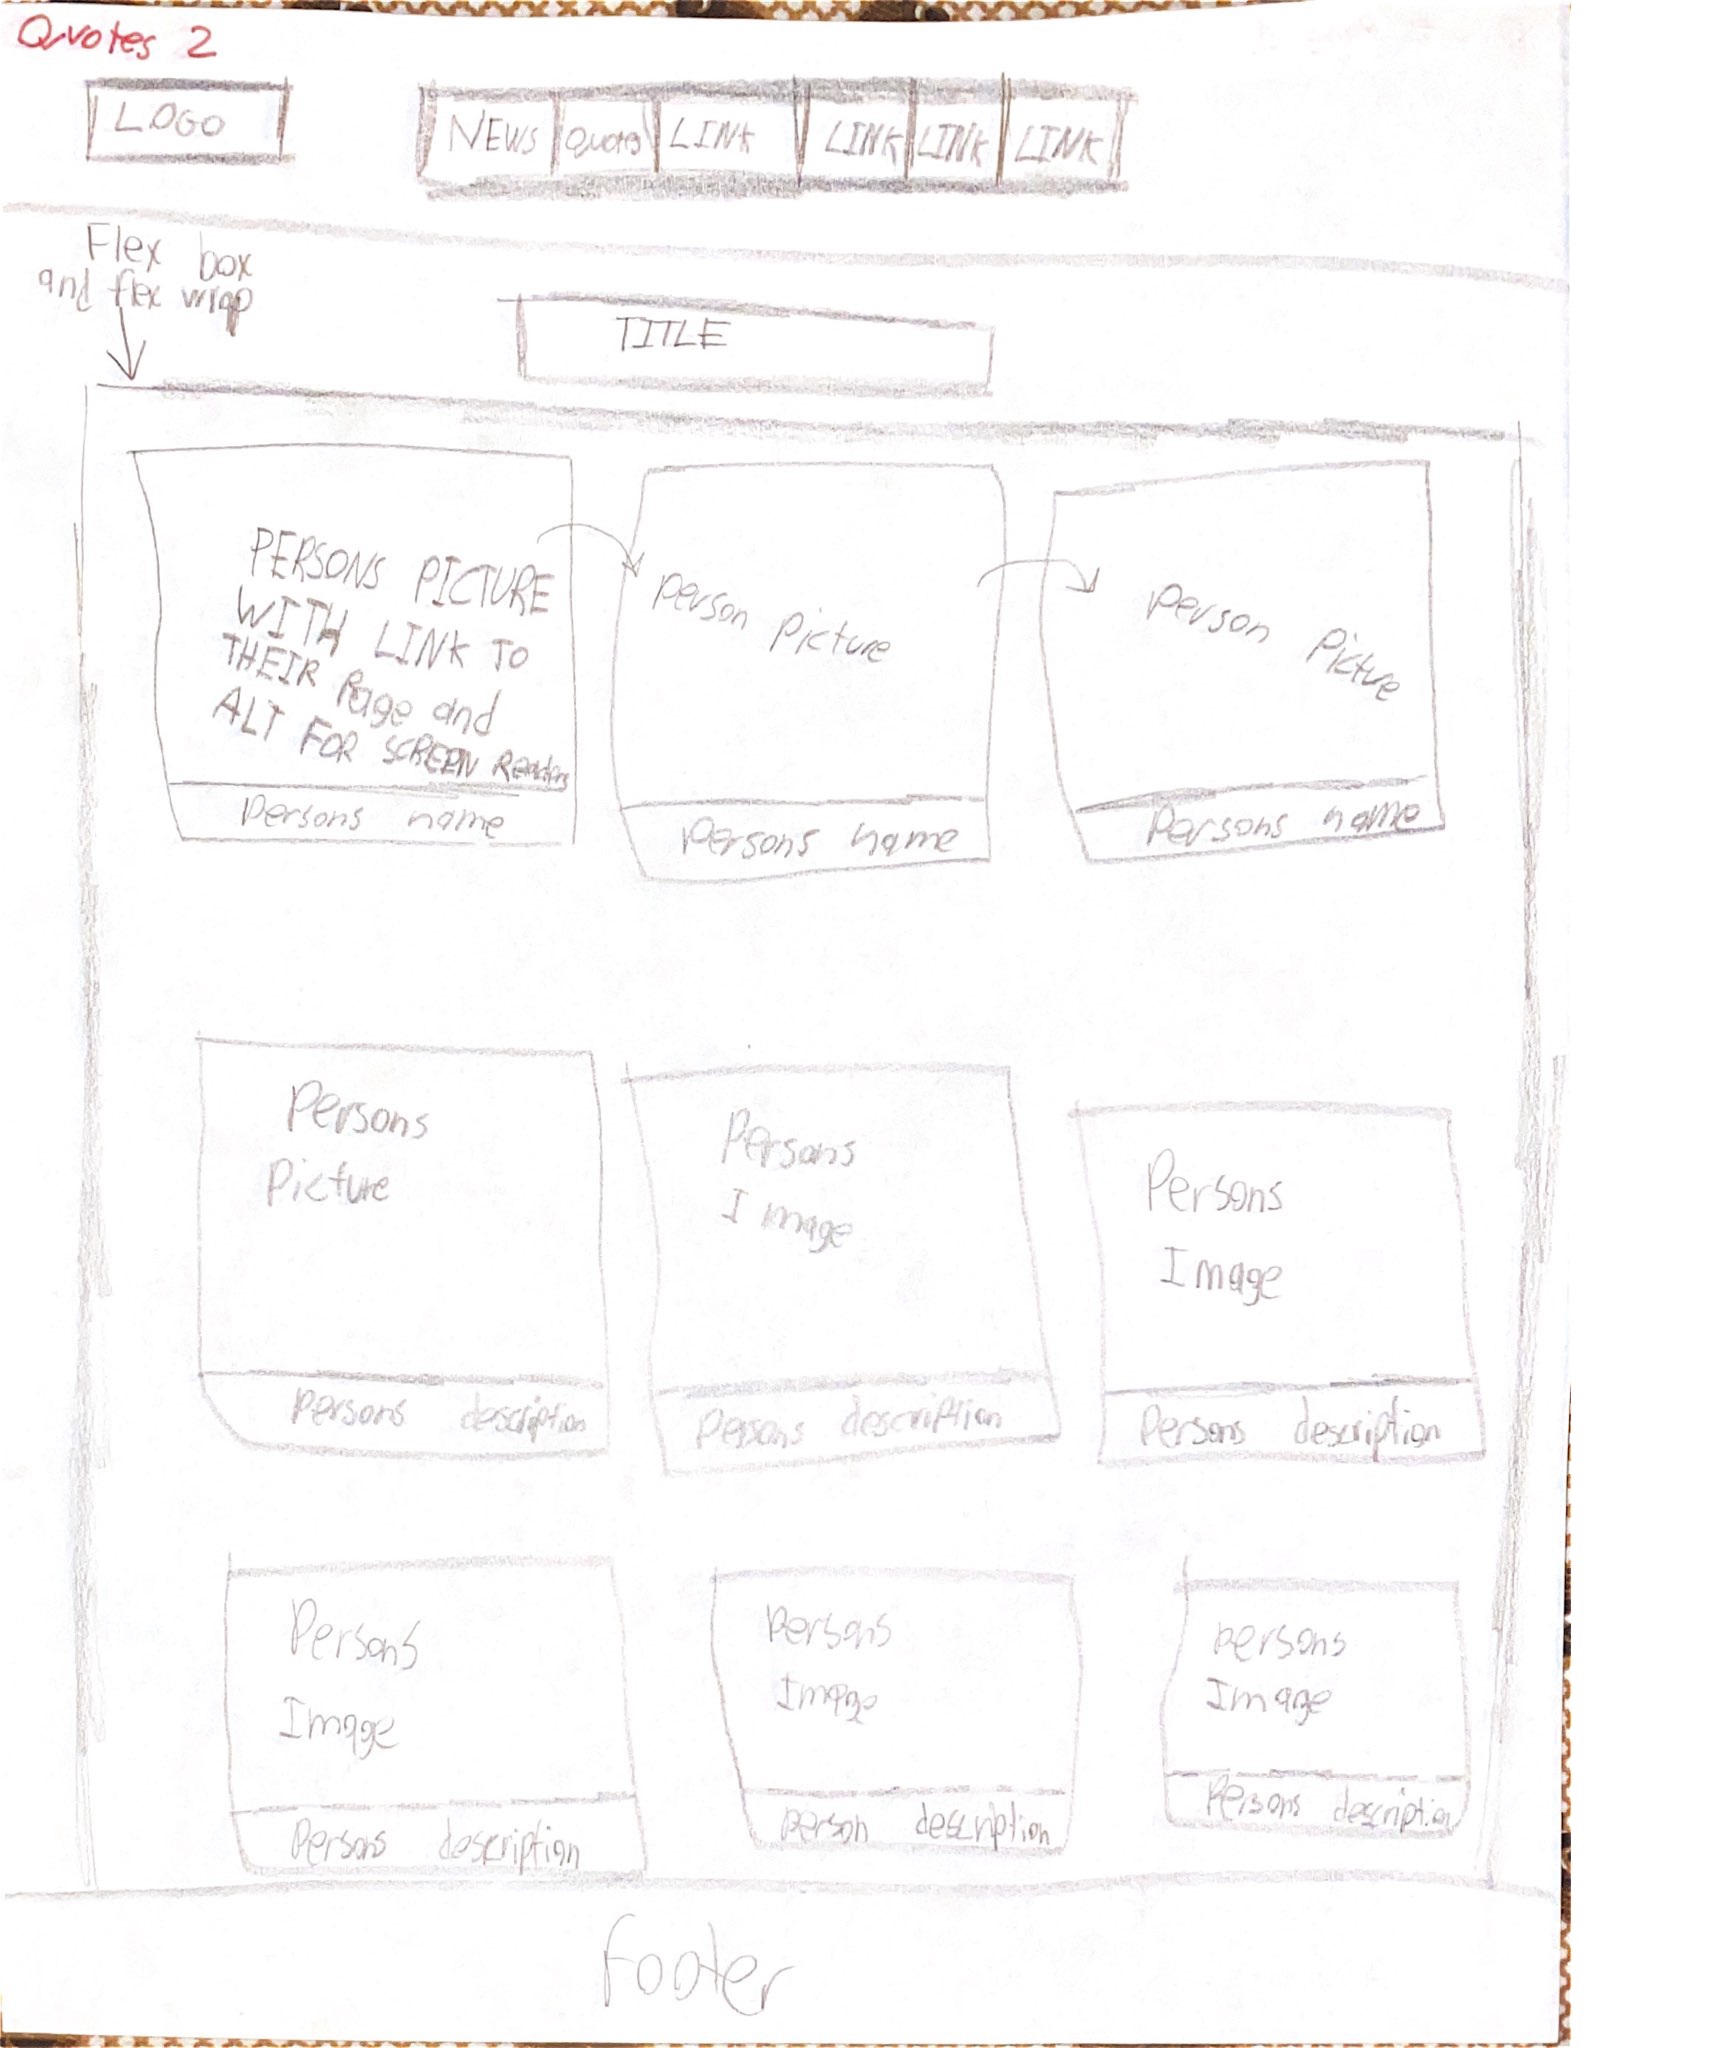 Quotes 2
LOGO
NEWS
Quotes
LINK
LINK
LINK
LINK
Flex box
and flex wrap
TITLE
PERSONS PICTURE
WITH LINK TO
THEIR Page and
ALT FOR SCREEN Readers
Persons name
Person Picture
Persons name
Person Picture
Persons name
Persons
Picture
Persons description
Persons
Image
Persons description
Persons
Image
Persons description
Persons
Image
Persons description
Persons
Image
person description
persons
Image
Persons description
Footer